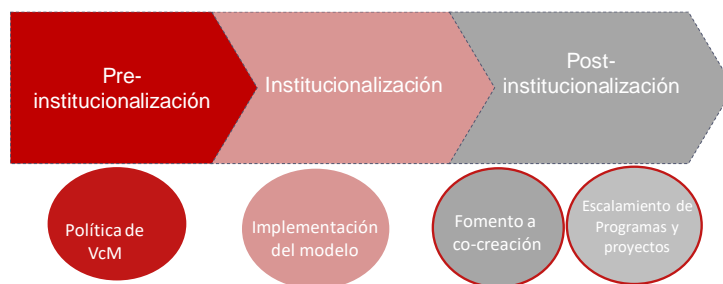 Pre-
institucionalización
Institucionalización
Post-
institucionalización
Política de
VcM
Implementación
del modelo
Fomento a
co-creación
Escalamiento de
Programas y
proyectos